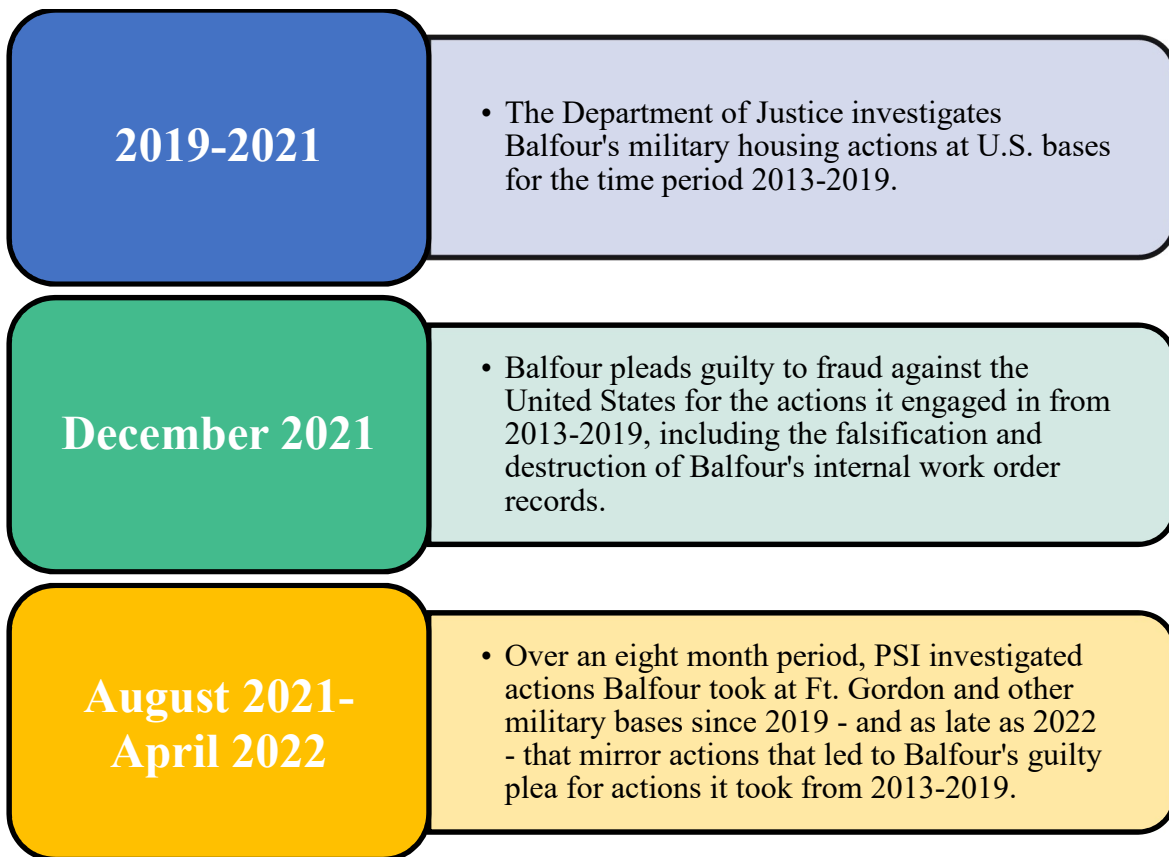 2019-2021
• The Department of Justice investigates
Balfour's military housing actions at U.S. bases
for the time period 2013-2019.
December 2021
• Balfour pleads guilty to fraud against the
United States for the actions it engaged in from
2013-2019, including the falsification and
destruction of Balfour's internal work order
records.
August 2021-
April 2022
• Over an eight month period, PSI investigated
actions Balfour took at Ft. Gordon and other
military bases since 2019 - and as late as 2022
- that mirror actions that led to Balfour's guilty
plea for actions it took from 2013-2019.